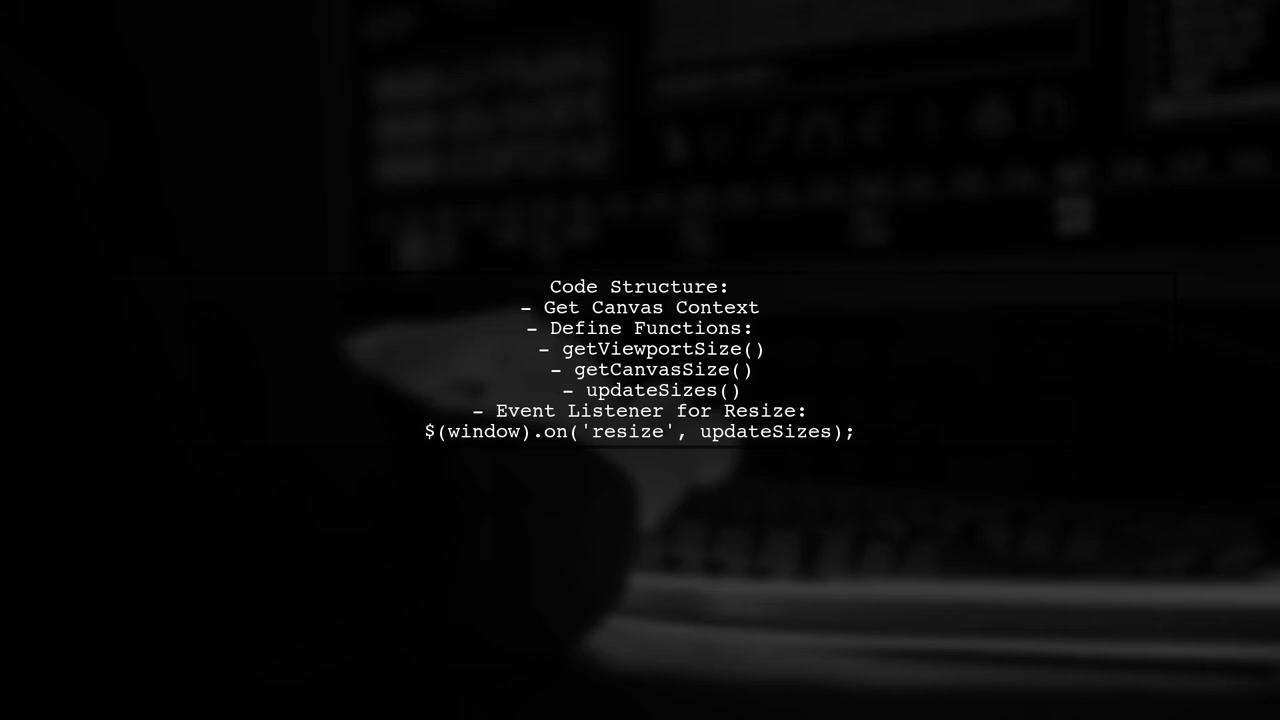 Code Structure:
- Get Canvas Context
- Define Functions:
- getViewportSize()
- getCanvasSize()
- updateSizes()
- Event Listener for Resize:
$(window).on('resize', updateSizes);